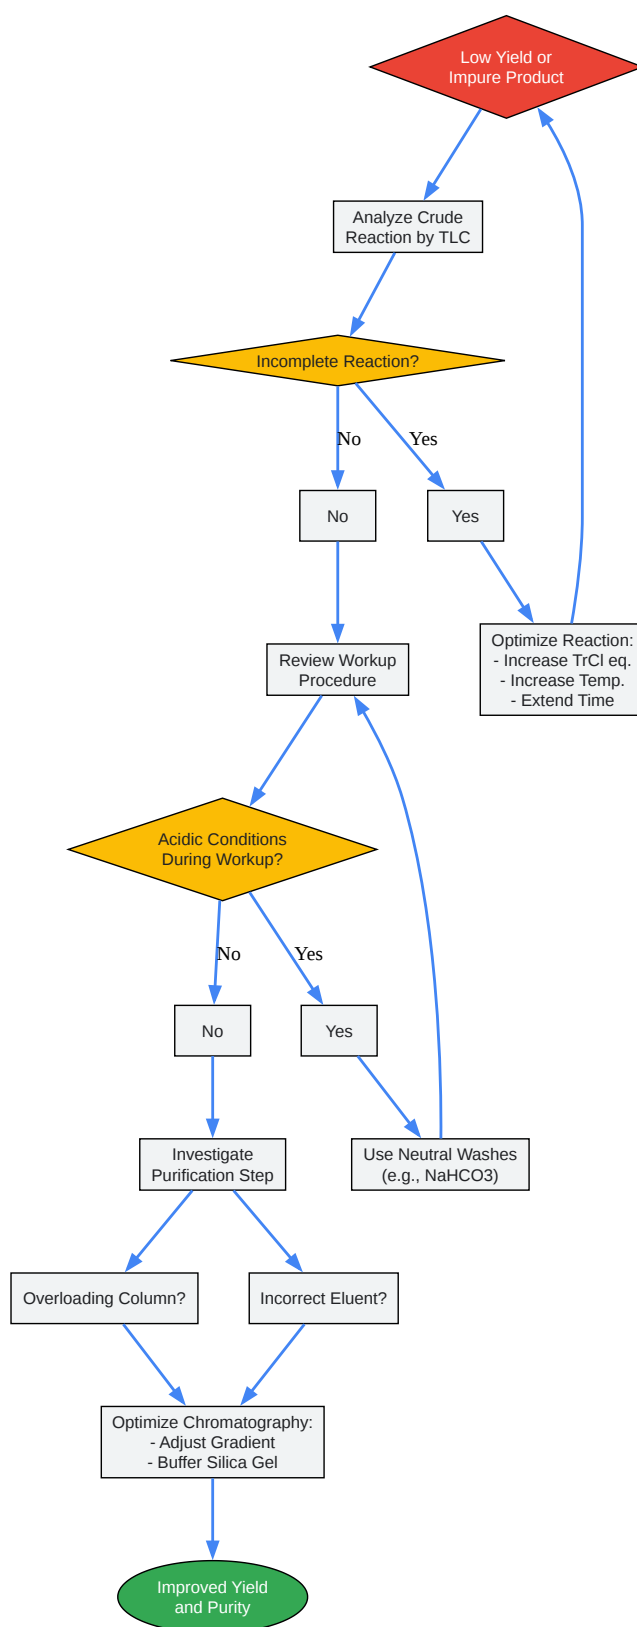 Low Yield or
Impure Product
Analyze Crude
Reaction by TLC
Incomplete Reaction?
No
Yes
No
Yes
Optimize Reaction:
- Increase TrCl eq.
- Increase Temp.
- Extend Time
Review Workup
Procedure
Acidic Conditions
During Workup?
No
Yes
No
Yes
Investigate
Purification Step
Use Neutral Washes
(e.g., NaHCO3)
Overloading Column?
Incorrect Eluent?
Optimize Chromatography:
- Adjust Gradient
- Buffer Silica Gel
Improved Yield
and Purity